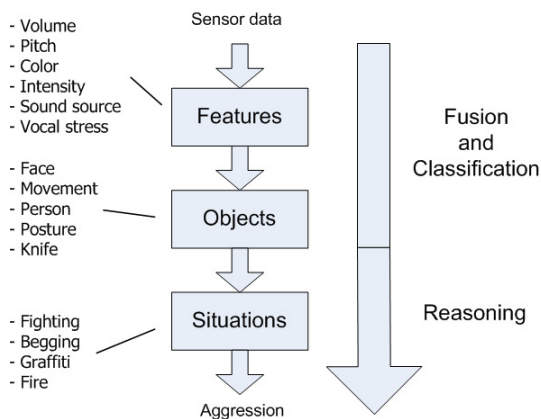 Sensor data
- Volume
- Pitch
- Color
- Intensity
- Sound source
- Vocal stress
Features
Fusion
and
Classification
- Face
- Movement
- Person
- Posture
- Knife
Objects
- Fighting
- Begging
- Graffiti
- Fire
Situations
Reasoning
Aggression